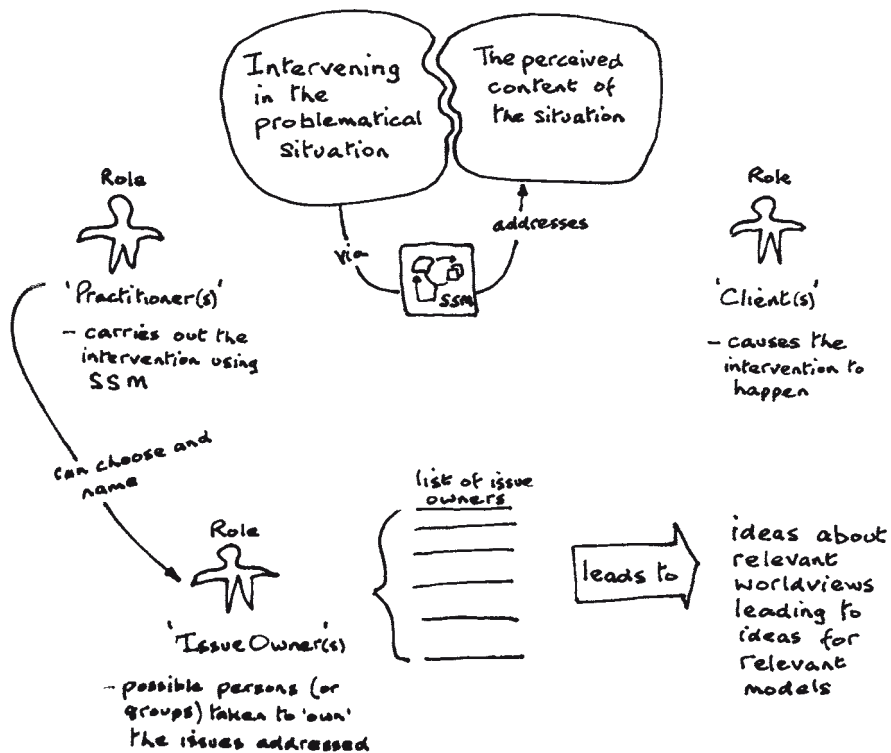 Intervening
in the
problematical
situation
The perceived
content of
the situation
via
addresses
SSM
Role
'Practitioner(s)'
- carries out the
intervention using
SSM
Role
'Client(s)'
- causes the
intervention to
happen
can choose and
name
Role
'Issue Owner(s)
- possible persons (or
groups) taken to 'own'
the issues addressed
list of issue
owners
leads to
ideas about
relevant
worldviews
leading to
ideas for
relevant
models